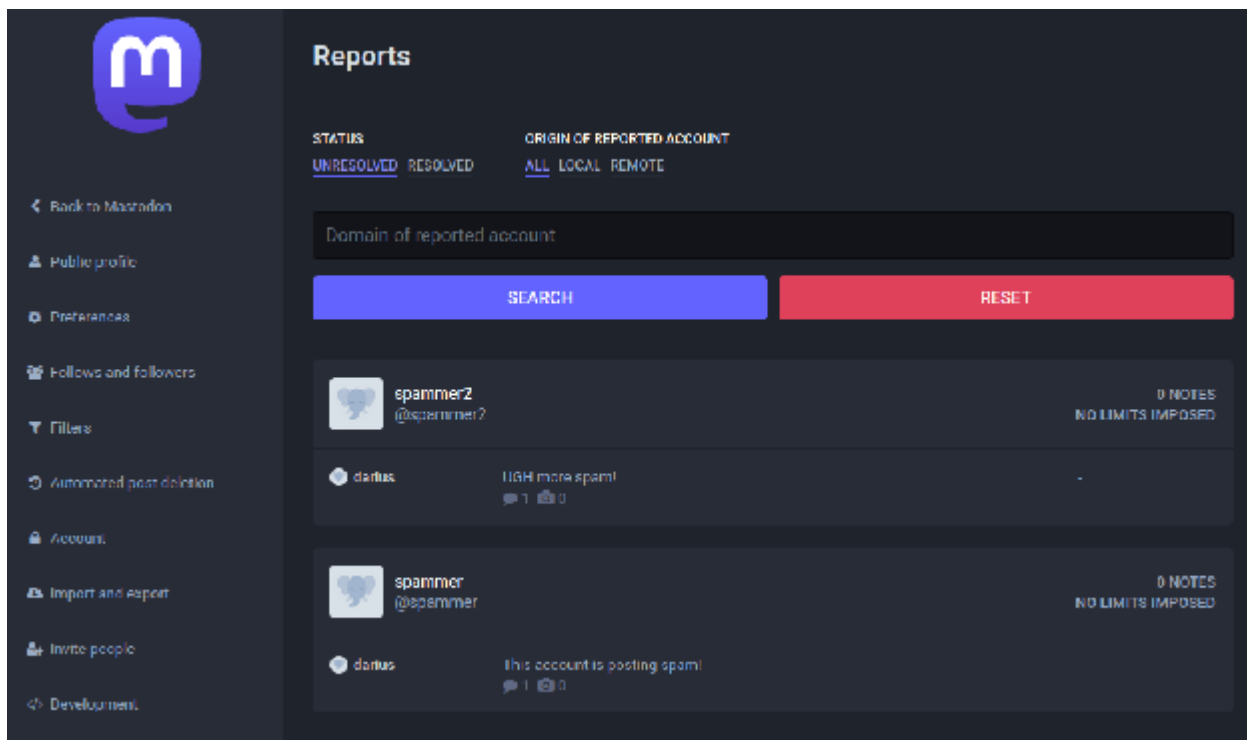 Reports
STATUS
UNRESOLVED RESOLVED
ORIGIN OF REPORTED ACCOUNT
ALL LOCAL REMOTE
Back to Mastodon
Public profile
Preferences
Follows and followers
Filters
Automated post deletion
Account
Import and export
Invite people
Development
Domain of reported account
SEARCH
RESET
spammer2
@spammer2
0 NOTES
NO LIMITS IMPOSED
darius
UGH more spam!
1 0
-
spammer
@spammer
0 NOTES
NO LIMITS IMPOSED
darius
This account is posting spam!
1 0